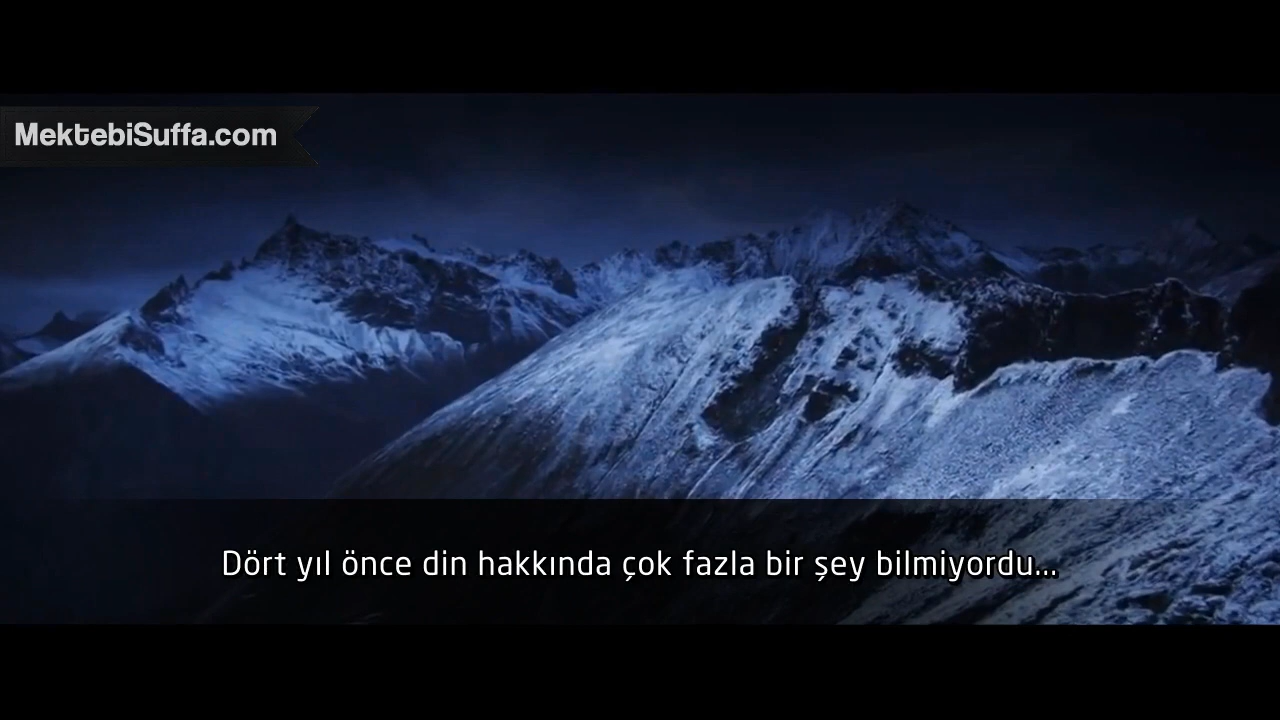 MektebiSuffa.com
Dört yıl önce din hakkında çok fazla bir şey bilmiyordu...